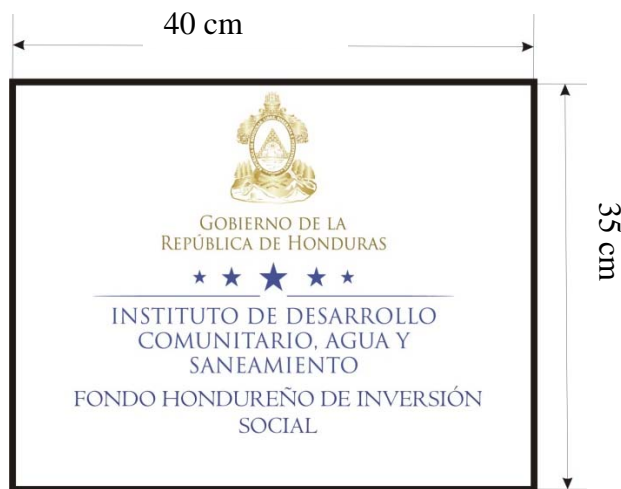 40 cm
GOBIERNO DE LA
REPÚBLICA DE HONDURAS
INSTITUTO DE DESARROLLO
COMUNITARIO, AGUA Y
SANEAMIENTO
FONDO HONDUREÑO DE INVERSIÓN
SOCIAL
35 cm